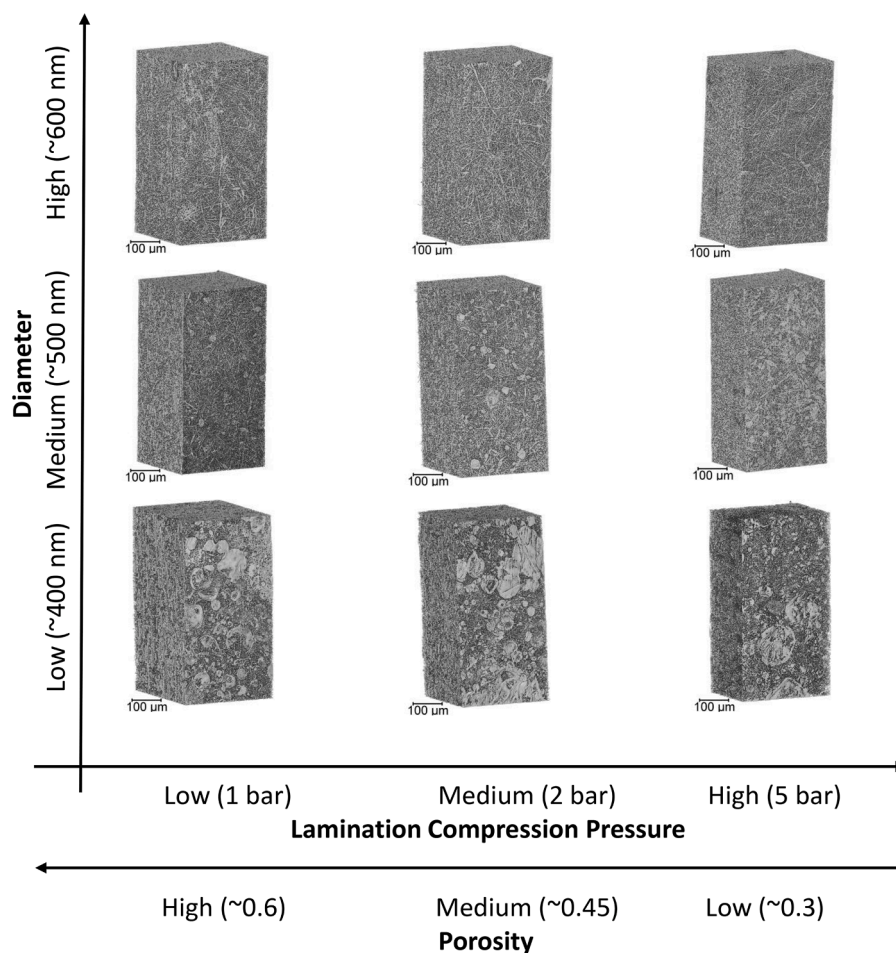 High (~600 nm)
100 µm
100 µm
100 µm
Diameter
Medium (~500 nm)
100 µm
100 µm
100 µm
Low (~400 nm)
100 µm
100 µm
100 µm
Low (1 bar)
Medium (2 bar)
High (5 bar)
Lamination Compression Pressure
High (~0.6)
Medium (~0.45)
Low (~0.3)
Porosity